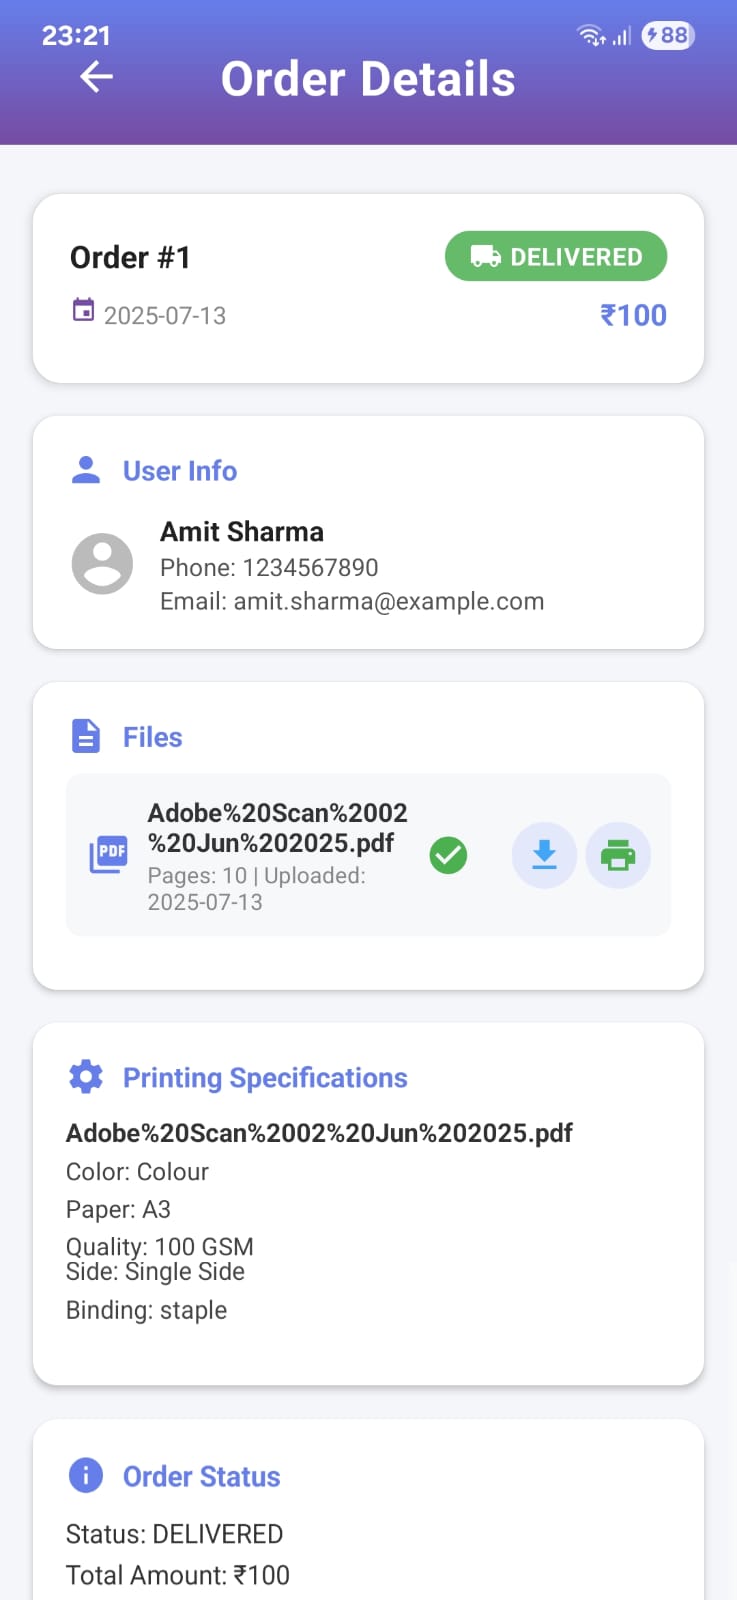 23:21
88
Order Details
Order #1
DELIVERED
2025-07-13
₹100
User Info
Amit Sharma
Phone: 1234567890
Email: amit.sharma@example.com
Files
PDF
Adobe%20Scan%2002
%20Jun%202025.pdf
Pages: 10 | Uploaded:
2025-07-13
Printing Specifications
Adobe%20Scan%2002%20Jun%202025.pdf
Color: Colour
Paper: A3
Quality: 100 GSM
Side: Single Side
Binding: staple
Order Status
Status: DELIVERED
Total Amount: ₹100